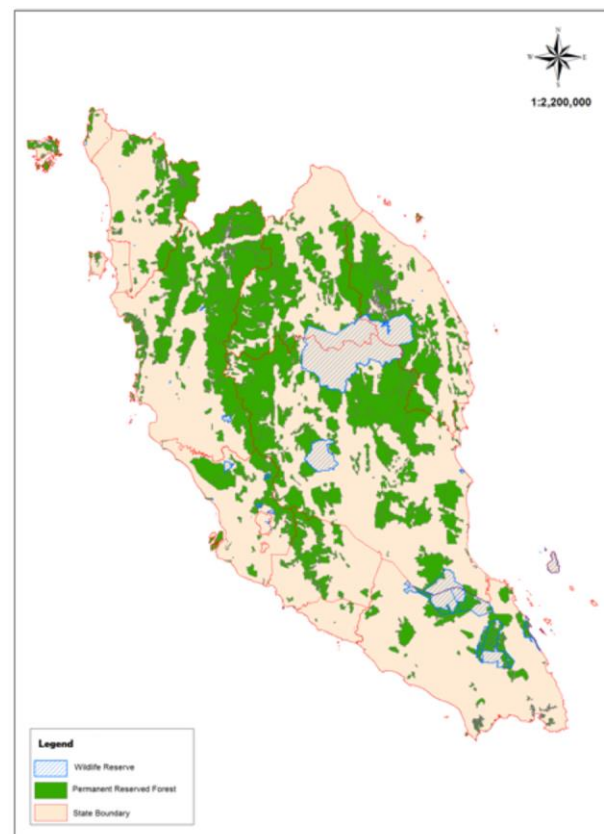 N
W E
S
1:2,200,000
Legend
Wildlife Reserve
Permanent Reserved Forest
State Boundary